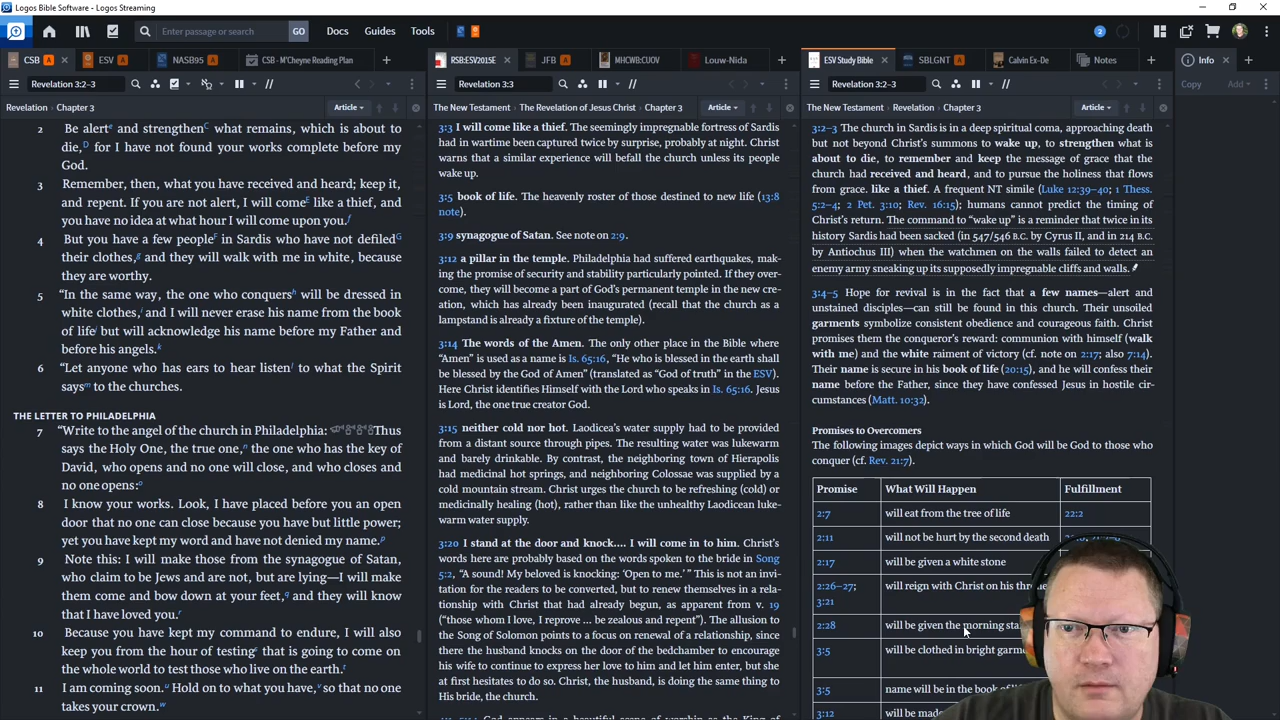 Logos Bible Software - Logos Streaming
Enter passage or search
GO
Docs
Guides
Tools
2
CSB A
ESV A
NASB95 A
CSB - M'Cheyne Reading Plan
Revelation 3:2–3
Revelation > Chapter 3
Article
2 Be alert e and strengthen C what remains, which is about to
die, D for I have not found your works complete before my
God.
3 Remember, then, what you have received and heard; keep it,
and repent. If you are not alert, I will come E like a thief, and
you have no idea at what hour I will come upon you. f
4 But you have a few people F in Sardis who have not defiled G
their clothes, g and they will walk with me in white, because
they are worthy.
5 “In the same way, the one who conquers h will be dressed in
white clothes, i and I will never erase his name from the book
of life j but will acknowledge his name before my Father and
before his angels. k
6 “Let anyone who has ears to hear listen l to what the Spirit
says m to the churches.
THE LETTER TO PHILADELPHIA
7 “Write to the angel of the church in Philadelphia: Thus
says the Holy One, the true one, n the one who has the key of
David, who opens and no one will close, and who closes and
no one opens: o
8 I know your works. Look, I have placed before you an open
door that no one can close because you have but little power;
yet you have kept my word and have not denied my name. p
9 Note this: I will make those from the synagogue of Satan,
who claim to be Jews and are not, but are lying—I will make
them come and bow down at your feet, q and they will know
that I have loved you. r
10 Because you have kept my command to endure, I will also
keep you from the hour of testing s that is going to come on
the whole world to test those who live on the earth. t
11 I am coming soon. u Hold on to what you have, v so that no one
takes your crown. w
RSB:ESV2015E
JFB A
MHCWB:CUOV
Louw-Nida
Revelation 3:3
The New Testament > The Revelation of Jesus Christ > Chapter 3
Article
3:3 I will come like a thief. The seemingly impregnable fortress of Sardis
had in wartime been captured twice by surprise, probably at night. Christ
warns that a similar experience will befall the church unless its people
wake up.
3:5 book of life. The heavenly roster of those destined to new life (13:8
note).
3:9 synagogue of Satan. See note on 2:9.
3:12 a pillar in the temple. Philadelphia had suffered earthquakes, mak-
ing the promise of security and stability particularly pointed. If they over-
come, they will become a part of God’s permanent temple in the new cre-
ation, which has already been inaugurated (recall that the church as a
lampstand is already a fixture of the temple).
3:14 The words of the Amen. The only other place in the Bible where
“Amen” is used as a name is Is. 65:16, “He who is blessed in the earth shall
be blessed by the God of Amen” (translated as “God of truth” in the ESV).
Here Christ identifies Himself with the Lord who speaks in Is. 65:16. Jesus
is Lord, the one true creator God.
3:15 neither cold nor hot. Laodicea’s water supply had to be provided
from a distant source through pipes. The resulting water was lukewarm
and barely drinkable. By contrast, the neighboring town of Hierapolis
had medicinal hot springs, and neighboring Colossae was supplied by a
cold mountain stream. Christ urges the church to be refreshing (cold) or
medicinally healing (hot), rather than like the unhealthy Laodicean luke-
warm water supply.
3:20 I stand at the door and knock.... I will come in to him. Christ’s
words here are probably based on the words spoken to the bride in Song
5:2, “A sound! My beloved is knocking: ‘Open to me.’ ” This is not an invi-
tation for the readers to be converted, but to renew themselves in a rela-
tionship with Christ that had already begun, as apparent from v. 19
(“those whom I love, I reprove ... be zealous and repent”). The allusion to
the Song of Solomon points to a focus on renewal of a relationship, since
there the husband knocks on the door of the bedchamber to encourage
his wife to continue to express her love to him and let him enter, but she
at first hesitates to do so. Christ, the husband, is doing the same thing to
His bride, the church.
ESV Study Bible
SBLGNT A
Calvin Ex-De
Notes
Revelation 3:2–3
The New Testament > Revelation > Chapter 3
Article
3:2–3 The church in Sardis is in a deep spiritual coma, approaching death
but not beyond Christ’s summons to wake up, to strengthen what is
about to die, to remember and keep the message of grace that the
church had received and heard, and to pursue the holiness that flows
from grace. like a thief. A frequent NT simile (Luke 12:39–40; 1 Thess.
5:2–4; 2 Pet. 3:10; Rev. 16:15); humans cannot predict the timing of
Christ’s return. The command to “wake up” is a reminder that twice in its
history Sardis had been sacked (in 547/546 B.C. by Cyrus II, and in 214 B.C.
by Antiochus III) when the watchmen on the walls failed to detect an
enemy army sneaking up its supposedly impregnable cliffs and walls.
3:4–5 Hope for revival is in the fact that a few names—alert and
unstained disciples—can still be found in this church. Their unsoiled
garments symbolize consistent obedience and courageous faith. Christ
promises them the conqueror’s reward: communion with himself (walk
with me) and the white raiment of victory (cf. note on 2:17; also 7:14).
Their name is secure in his book of life (20:15), and he will confess their
name before the Father, since they have confessed Jesus in hostile cir-
cumstances (Matt. 10:32).
Promises to Overcomers
The following images depict ways in which God will be God to those who
conquer (cf. Rev. 21:7).
Promise What Will Happen Fulfillment
2:7 will eat from the tree of life 22:2
2:11 will not be hurt by the second death
2:17 will be given a white stone
2:26–27; will reign with Christ on his
3:21
2:28 will be given the morning
3:5 will be clothed in bright
3:5 name will be in the book of
3:12 will be made
Info
Copy